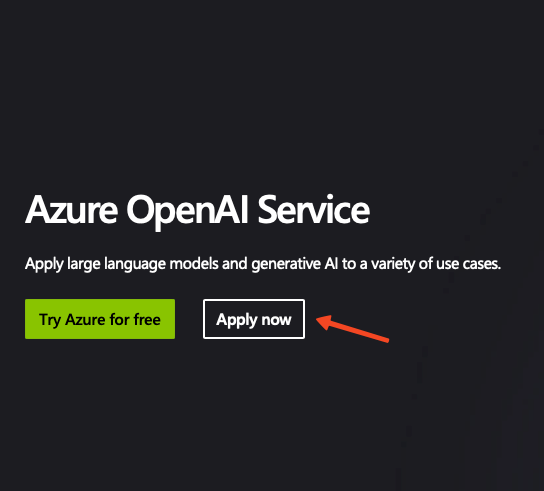 Azure OpenAI Service
Apply large language models and generative AI to a variety of use cases.
Try Azure for free
Apply now